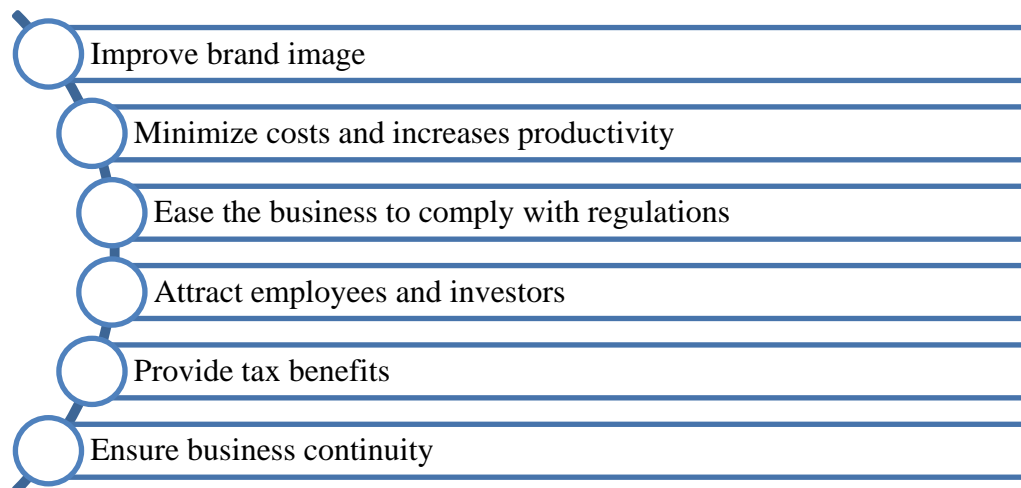 Improve brand image
Minimize costs and increases productivity
Ease the business to comply with regulations
Attract employees and investors
Provide tax benefits
Ensure business continuity